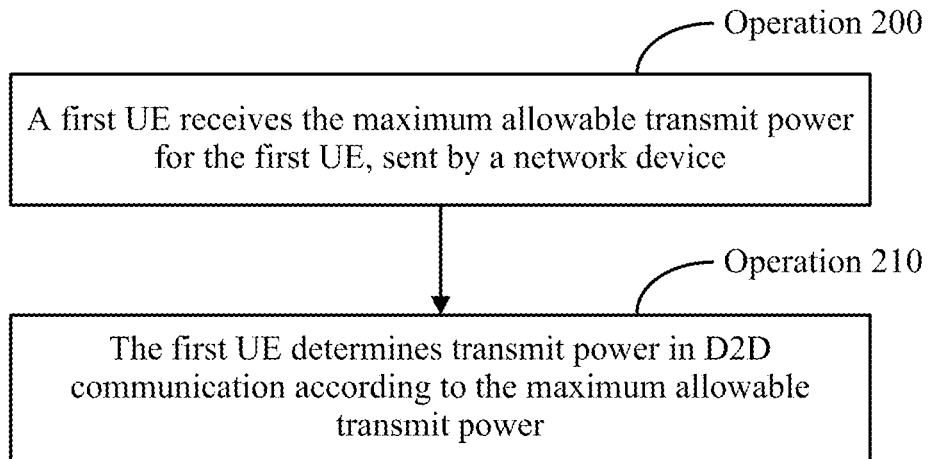 Operation 200
A first UE receives the maximum allowable transmit power
for the first UE, sent by a network device
Operation 210
The first UE determines transmit power in D2D
communication according to the maximum allowable
transmit power